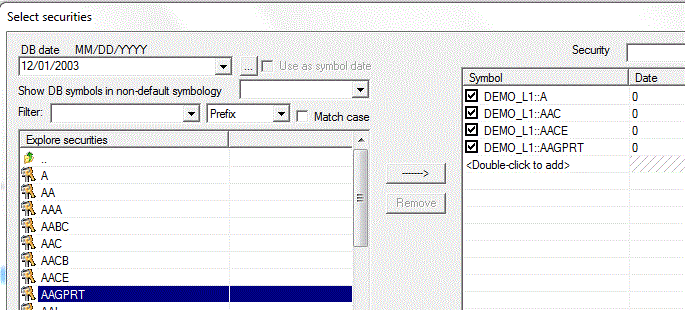 Select securities
DB date MM/DD/YYYY
Security
12/01/2003
... Use as symbol date
Show DB symbols in non-default symbology
Filter: Prefix Match case
Explore securities
..
A
AA
AAA
AABC
AAC
AACB
AACE
AAGPRT
------->
Remove
Symbol Date
DEMO_L1::A 0
DEMO_L1::AAC 0
DEMO_L1::AACE 0
DEMO_L1::AAGPRT 0
<Double-click to add>